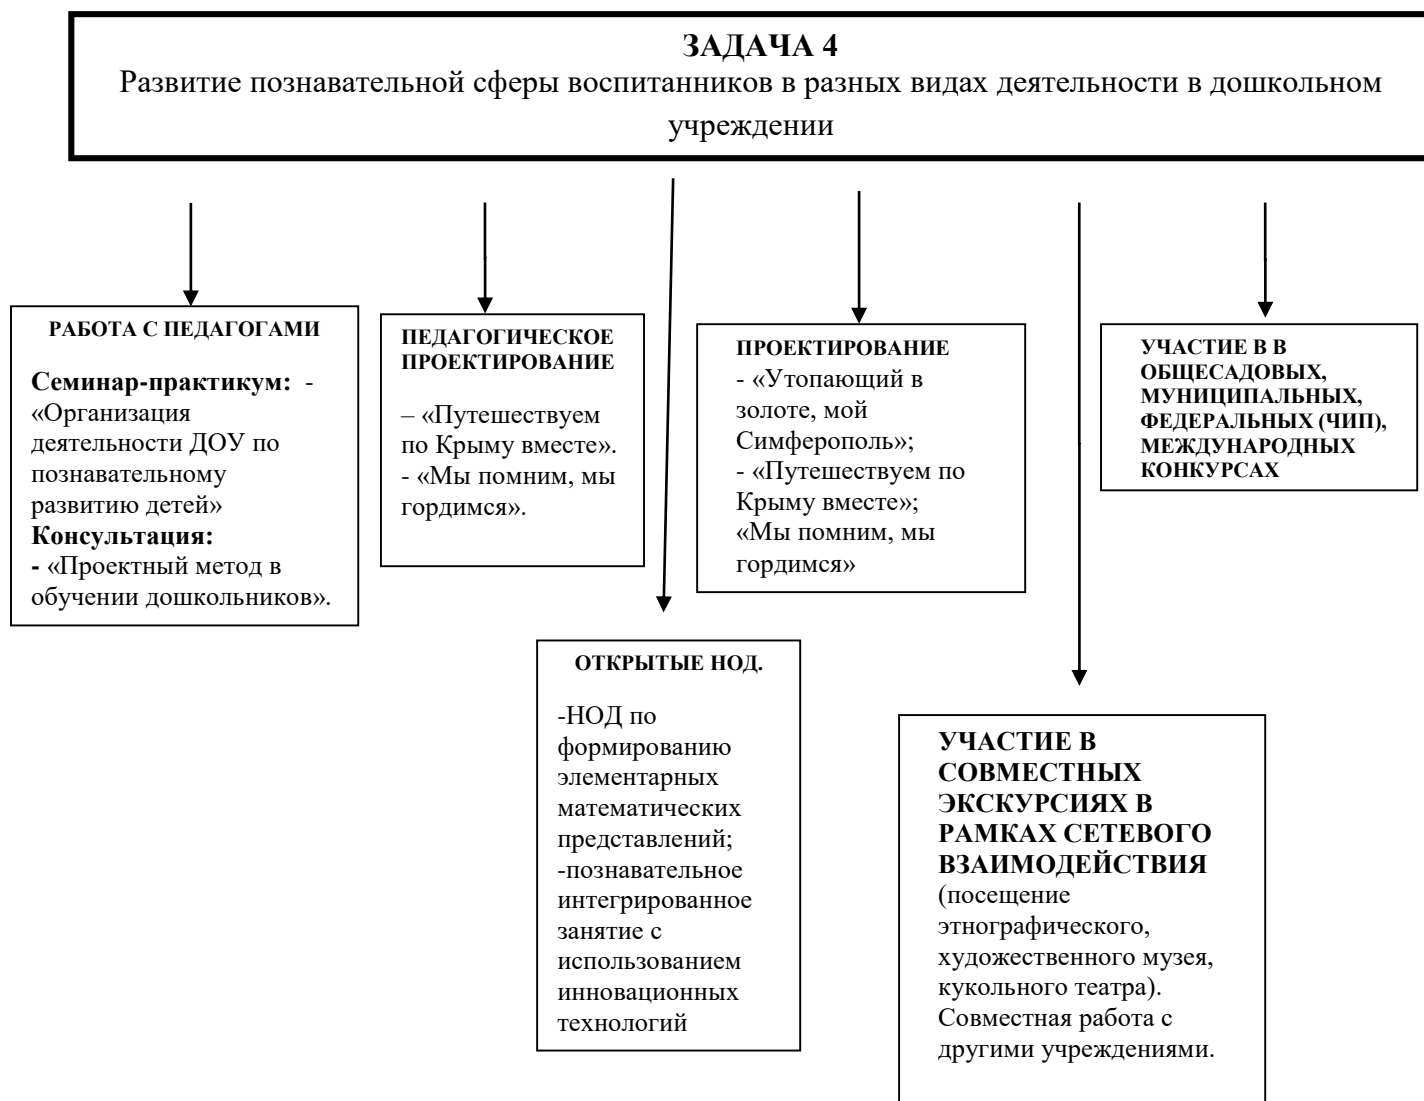 ЗАДАЧА 4
Развитие познавательной сферы воспитанников в разных видах деятельности в дошкольном
учреждении
РАБОТА С ПЕДАГОГАМИ
Семинар-практикум: -
«Организация
деятельности ДОУ по
познавательному
развитию детей»
Консультация:
- «Проектный метод в
обучении дошкольников».
ПЕДАГОГИЧЕСКОЕ
ПРОЕКТИРОВАНИЕ
– «Путешествуем
по Крыму вместе».
- «Мы помним, мы
гордимся».
ПРОЕКТИРОВАНИЕ
- «Утопающий в
золоте, мой
Симферополь»;
- «Путешествуем по
Крыму вместе»;
«Мы помним, мы
гордимся»
УЧАСТИЕ В В
ОБЩЕСАДОВЫХ,
МУНИЦИПАЛЬНЫХ,
ФЕДЕРАЛЬНЫХ (ЧИП),
МЕЖДУНАРОДНЫХ
КОНКУРСАХ
ОТКРЫТЫЕ НОД.
-НОД по
формированию
элементарных
математических
представлений;
-познавательное
интегрированное
занятие с
использованием
инновационных
технологий
УЧАСТИЕ В
СОВМЕСТНЫХ
ЭКСКУРСИЯХ В
РАМКАХ СЕТЕВОГО
ВЗАИМОДЕЙСТВИЯ
(посещение
этнографического,
художественного музея,
кукольного театра).
Совместная работа с
другими учреждениями.